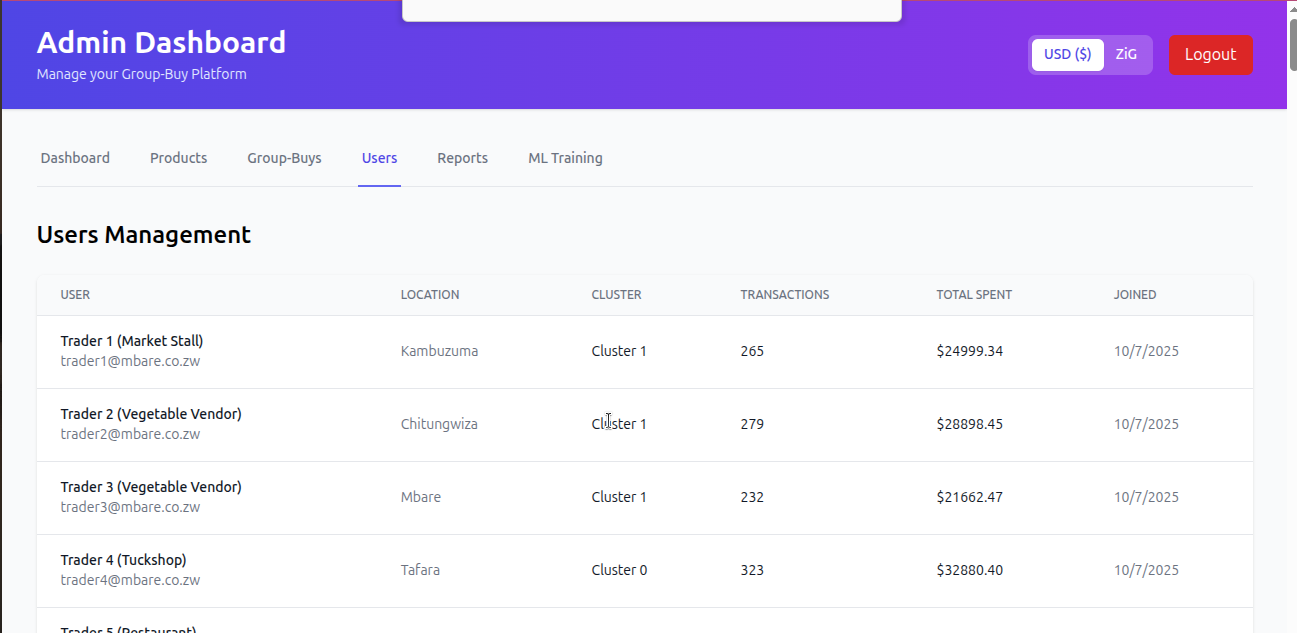 Admin Dashboard
Manage your Group-Buy Platform
USD ($) ZiG Logout
Dashboard Products Group-Buys Users Reports ML Training
Users Management
USER LOCATION CLUSTER TRANSACTIONS TOTAL SPENT JOINED
Trader 1 (Market Stall)
trader1@mbare.co.zw
Kambuzuma Cluster 1 265 $24999.34 10/7/2025
Trader 2 (Vegetable Vendor)
trader2@mbare.co.zw
Chitungwiza Cluster 1 279 $28898.45 10/7/2025
Trader 3 (Vegetable Vendor)
trader3@mbare.co.zw
Mbare Cluster 1 232 $21662.47 10/7/2025
Trader 4 (Tuckshop)
trader4@mbare.co.zw
Tafara Cluster 0 323 $32880.40 10/7/2025
Trader 5 (Restaurant)